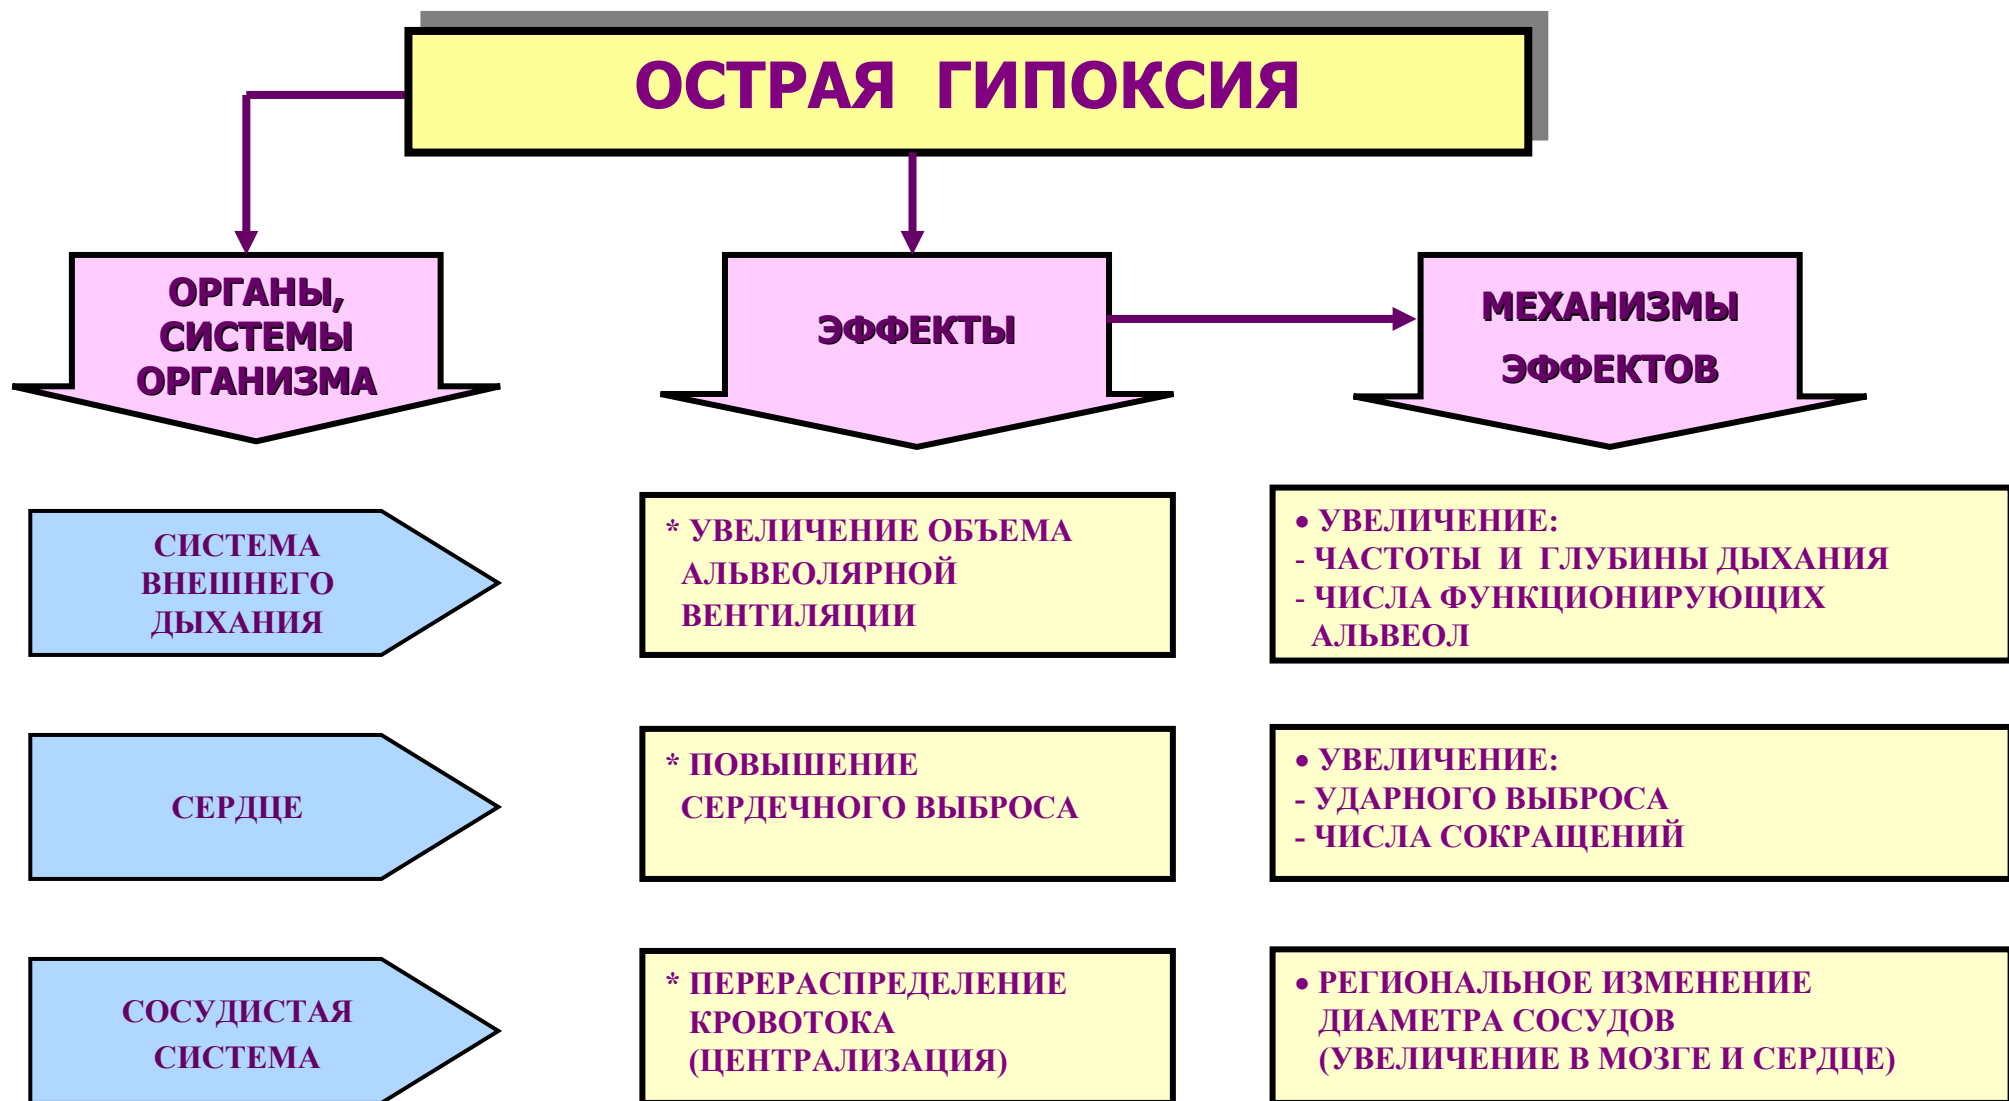 ОСТРАЯ ГИПОКСИЯ
ОРГАНЫ,
СИСТЕМЫ
ОРГАНИЗМА
ЭФФЕКТЫ
МЕХАНИЗМЫ
ЭФФЕКТОВ
СИСТЕМА
ВНЕШНЕГО
ДЫХАНИЯ
* УВЕЛИЧЕНИЕ ОБЪЕМА
АЛЬВЕОЛЯРНОЙ
ВЕНТИЛЯЦИИ
• УВЕЛИЧЕНИЕ:
- ЧАСТОТЫ И ГЛУБИНЫ ДЫХАНИЯ
- ЧИСЛА ФУНКЦИОНИРУЮЩИХ
АЛЬВЕОЛ
СЕРДЦЕ
* ПОВЫШЕНИЕ
СЕРДЕЧНОГО ВЫБРОСА
• УВЕЛИЧЕНИЕ:
- УДАРНОГО ВЫБРОСА
- ЧИСЛА СОКРАЩЕНИЙ
СОСУДИСТАЯ
СИСТЕМА
* ПЕРЕРАСПРЕДЕЛЕНИЕ
КРОВОТОКА
(ЦЕНТРАЛИЗАЦИЯ)
• РЕГИОНАЛЬНОЕ ИЗМЕНЕНИЕ
ДИАМЕТРА СОСУДОВ
(УВЕЛИЧЕНИЕ В МОЗГЕ И СЕРДЦЕ)